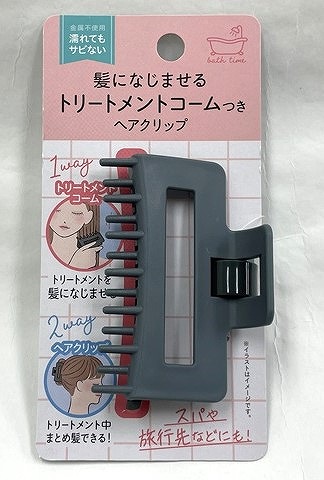 金属不使用
濡れても
サビない
bath time
髪になじませる
トリートメントコームつき
ヘアクリップ
1way
トリートメント
コーム
トリートメントを
髪になじませ
2way
ヘアクリップ
トリートメント中
まとめ髪できる!
※イラストはイメージです。
スパや
旅行先などにも!